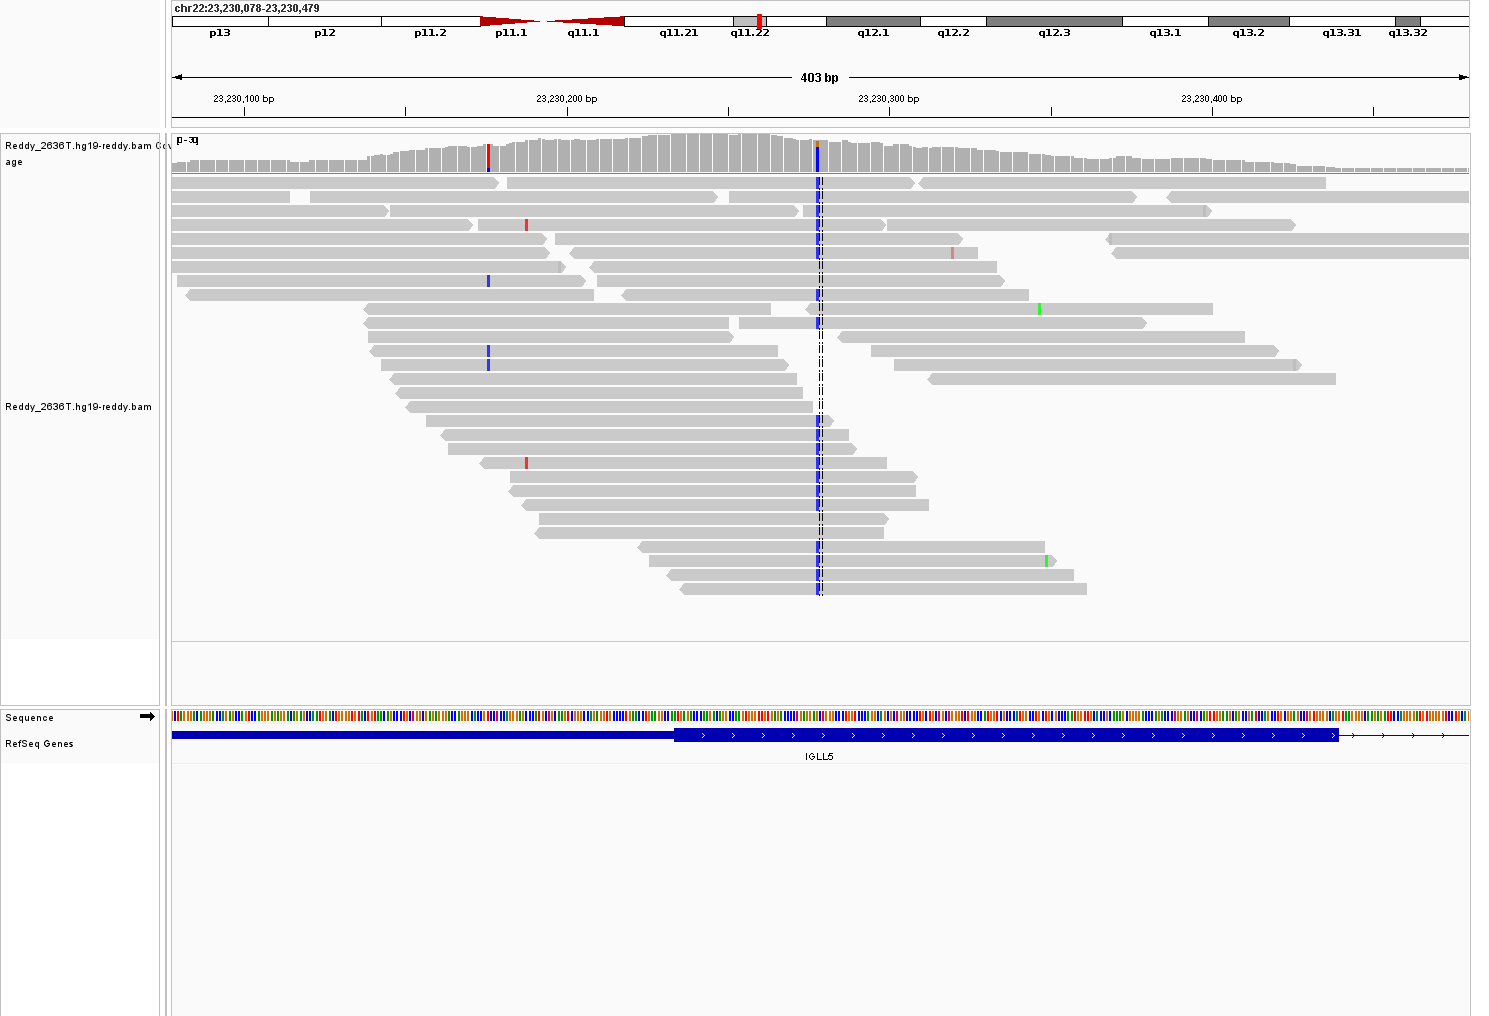 chr22:23,230,078-23,230,479
p13 p12 p11.2 p11.1 q11.1 q11.21 q11.22 q12.1 q12.2 q12.3 q13.1 q13.2 q13.31 q13.32
403 bp
23,230,100 bp 23,230,200 bp 23,230,300 bp 23,230,400 bp
Reddy_2636T.hg19-reddy.bam Cov
age
[0 - 30]
Reddy_2636T.hg19-reddy.bam
Sequence
RefSeq Genes
IGLL5